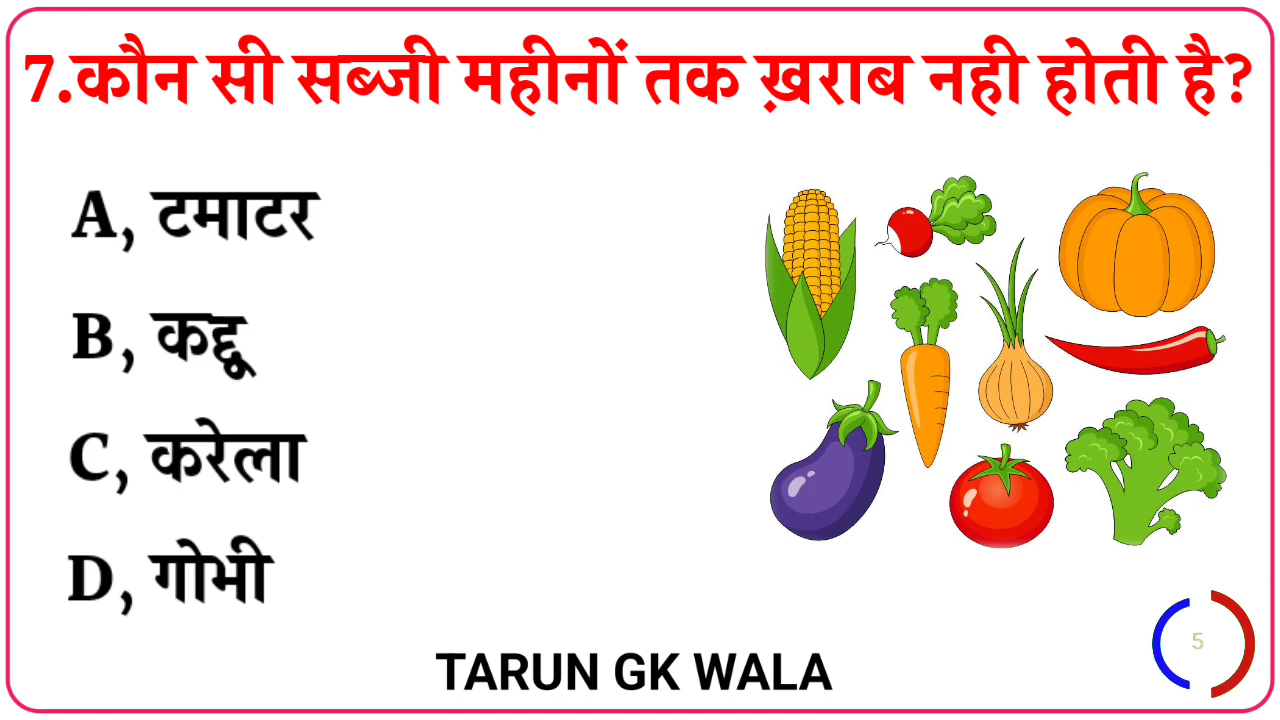 7.कौन सी सब्जी महीनों तक ख़राब नही होती है?
A, टमाटर
B, कद्दू
C, करेला
D, गोभी
5
TARUN GK WALA